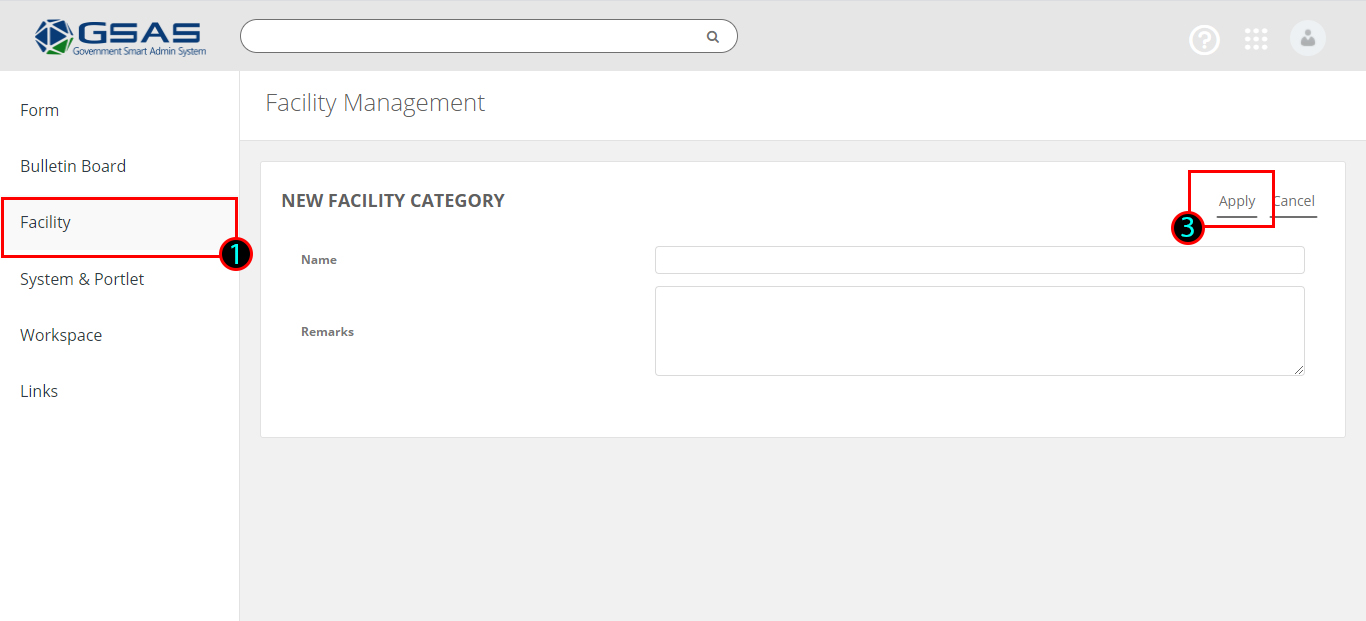 GSAS
Government Smart Admin System
?
Form
Bulletin Board
Facility
1
System & Portlet
Workspace
Links
Facility Management
NEW FACILITY CATEGORY
Apply
Cancel
3
Name
Remarks